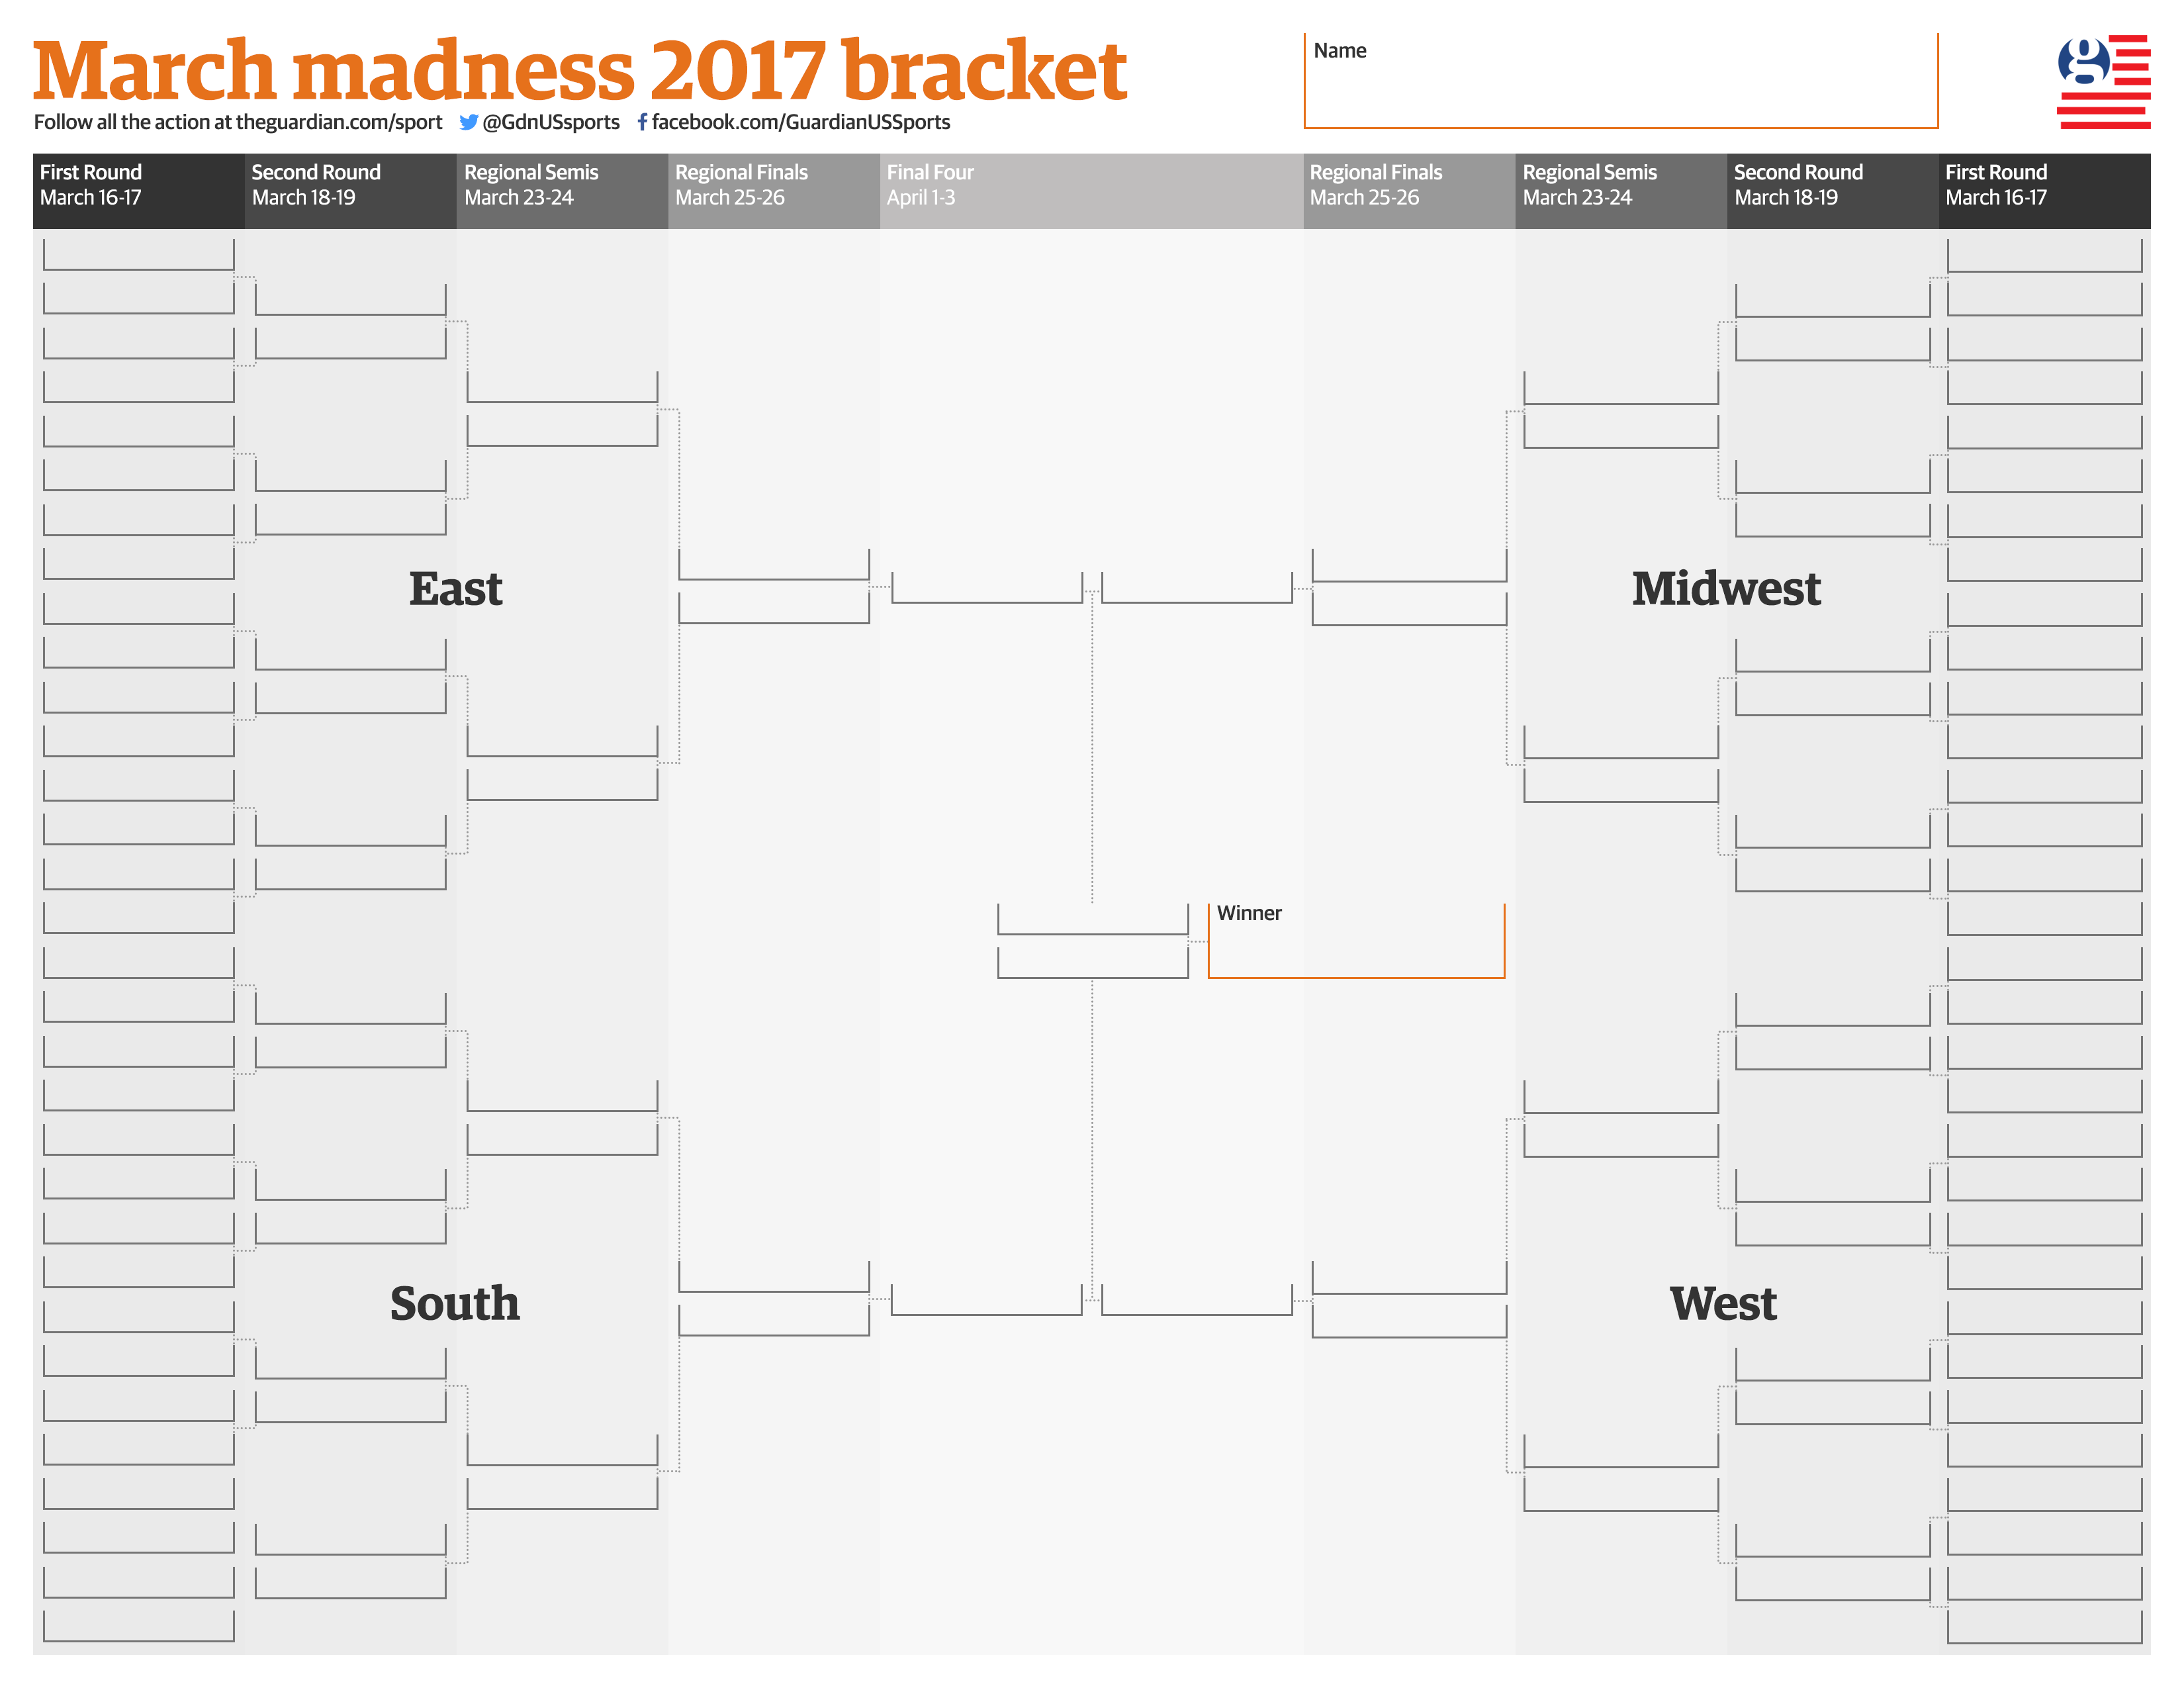 March madness 2017 bracket
Follow all the action at theguardian.com/sport @GdnUSsports facebook.com/GuardianUSSports
Name
g
First Round
March 16-17
Second Round
March 18-19
Regional Semis
March 23-24
Regional Finals
March 25-26
Final Four
April 1-3
Regional Finals
March 25-26
Regional Semis
March 23-24
Second Round
March 18-19
First Round
March 16-17
East
Midwest
Winner
South
West